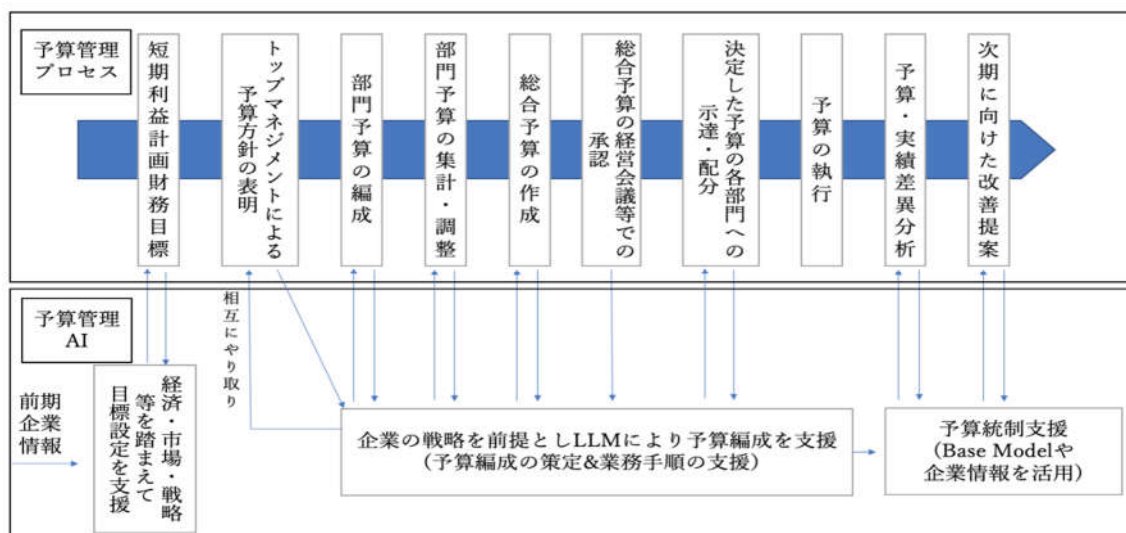 予算管理
プロセス
短期利益計画財務目標
トップマネジメントによる
予算方針の表明
部門予算の編成
部門予算の集計・調整
総合予算の作成
総合予算の経営会議等での
承認
決定した予算の各部門への
示達・配分
予算の執行
予算・実績差異分析
次期に向けた改善提案
予算管理
AI
前期
企業
情報
経済・市場・戦略
等を踏まえて
目標設定を支援
相互にやり取り
企業の戦略を前提としLLMにより予算編成を支援
(予算編成の策定&業務手順の支援)
予算統制支援
(Base Modelや
企業情報を活用)